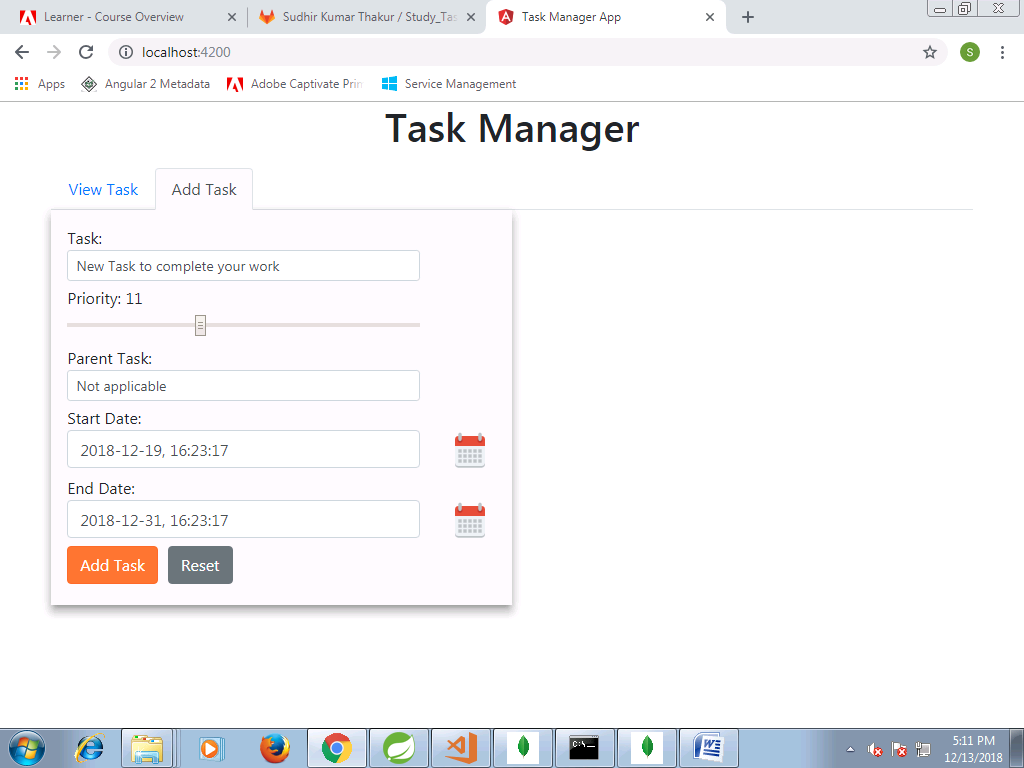 Learner - Course Overview
Sudhir Kumar Thakur / Study_Tas
Task Manager App
localhost:4200
S
Apps
Angular 2 Metadata
Adobe Captivate Prin
Service Management
Task Manager
View Task
Add Task
Task:
New Task to complete your work
Priority: 11
Parent Task:
Not applicable
Start Date:
2018-12-19, 16:23:17
End Date:
2018-12-31, 16:23:17
Add Task
Reset
C:\
5:11 PM
12/13/2018